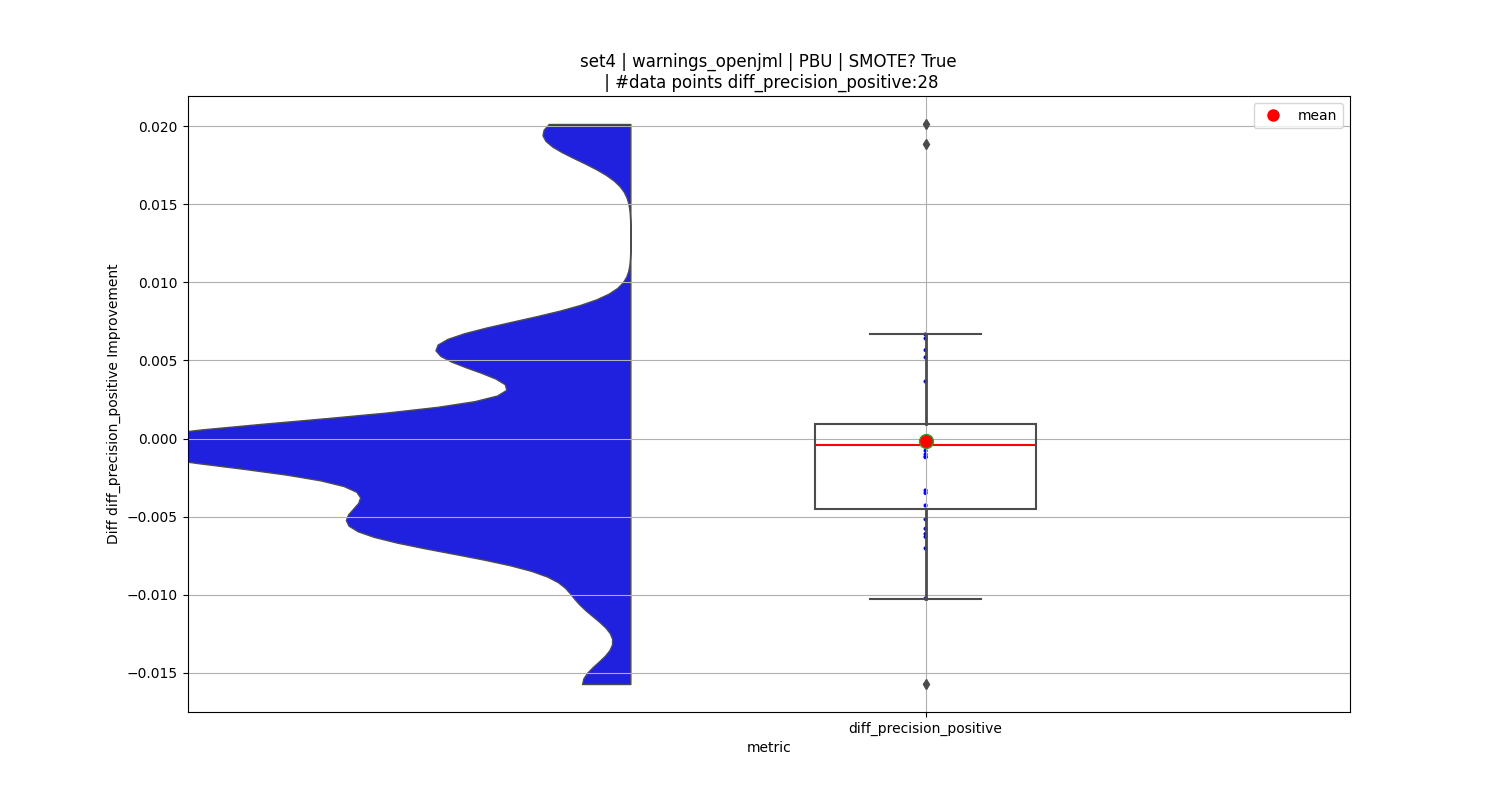 set4 | warnings_openjml | PBU | SMOTE? True
| #data points diff_precision_positive:28
mean
0.020
0.015
0.010
0.005
0.000
−0.005
−0.010
−0.015
Diff diff_precision_positive Improvement
diff_precision_positive
metric